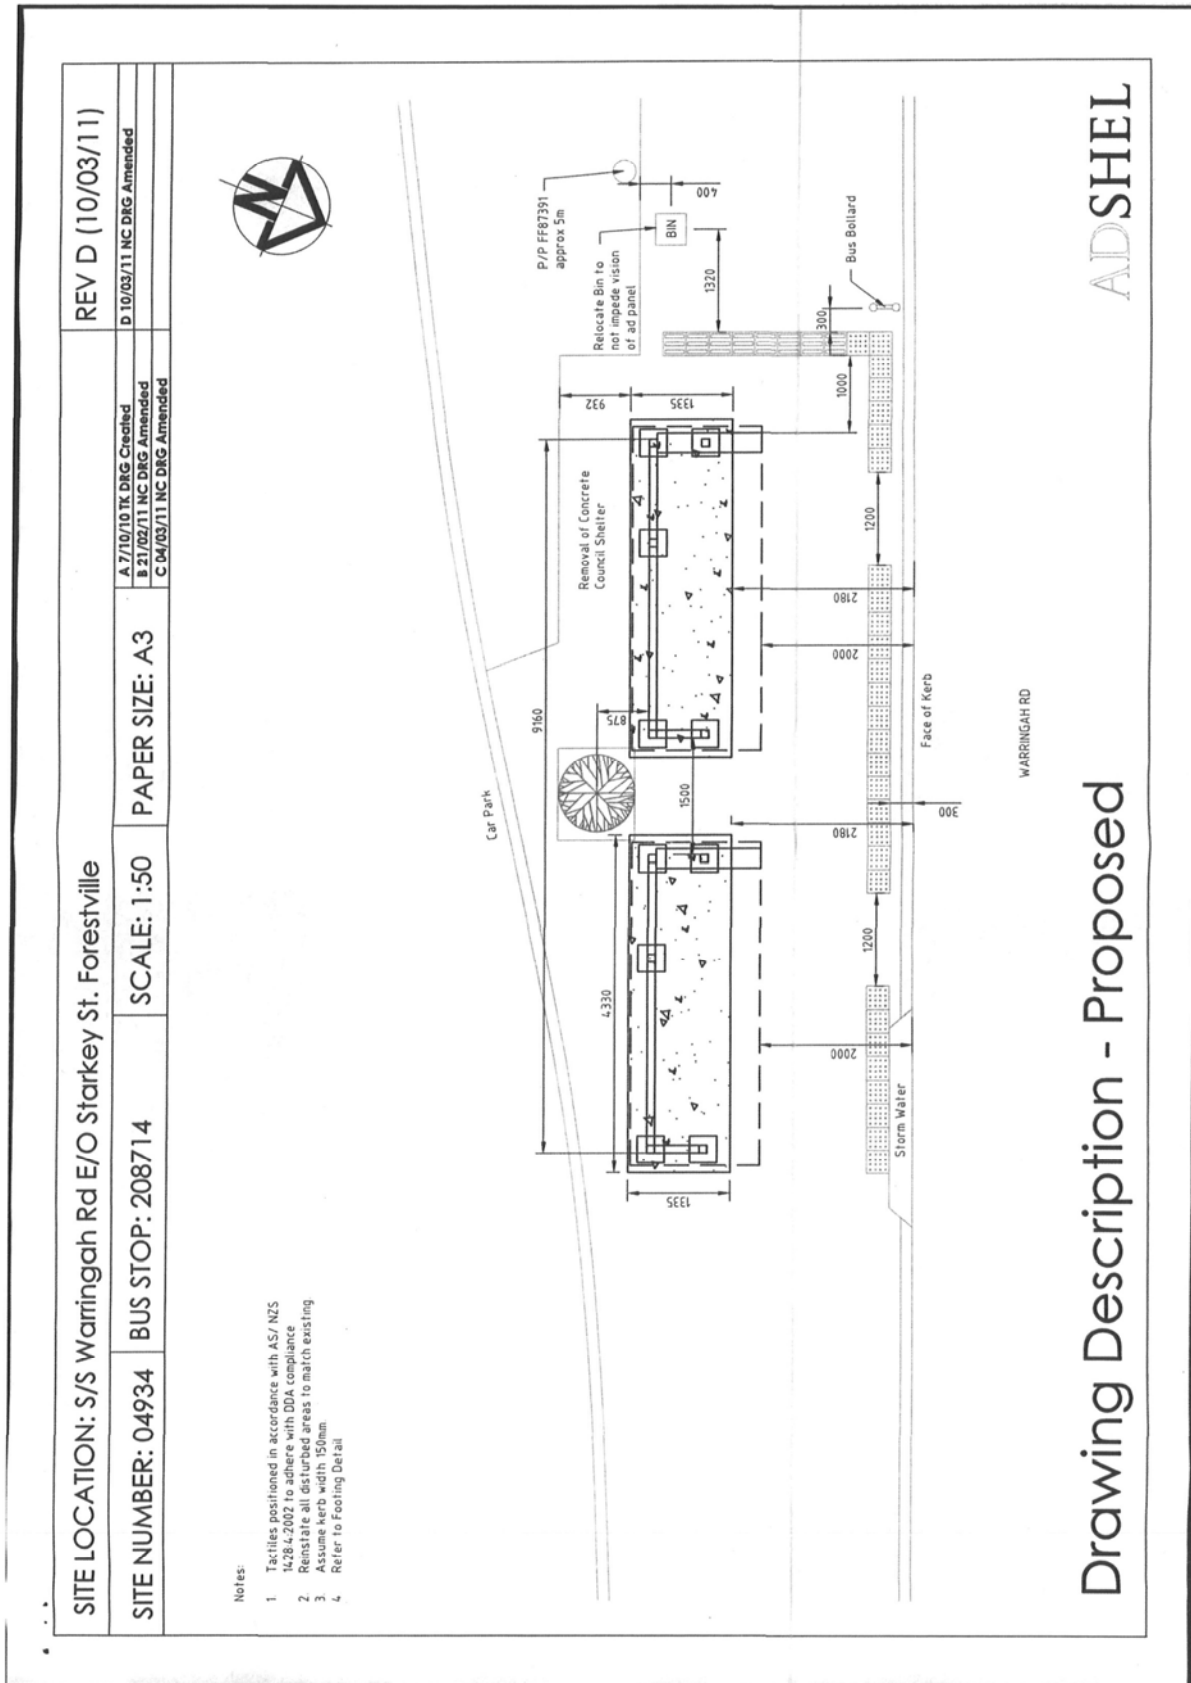 SITE LOCATION: S/S Warringah Rd E/O Starkey St. Forestville
REV D (10/03/11)
SITE NUMBER: 04934
BUS STOP: 208714
SCALE: 1:50
PAPER SIZE: A3
A 7/10/10 TK DRG Created
B 21/02/11 NC DRG Amended
C 04/03/11 NC DRG Amended
D 10/03/11 NC DRG Amended
Notes:
1 Tactiles positioned in accordance with AS/ NZS
1428.4:2002 to adhere with DDA compliance
2. Reinstate all disturbed areas to match existing
3. Assume kerb width 150mm
4 Refer to Footing Detail
N
Car Park
P/P FF87391
approx 5m
Relocate Bin to
not impede vision
of ad panel
BIN
400
1320
9160
Removal of Concrete
Council Shelter
932
1335
875
4330
1500
1335
300
Bus Bollard
1000
1200
2180
2000
2180
1200
2000
300
Storm Water
Face of Kerb
WARRINGAH RD
Drawing Description - Proposed
ADSHEL